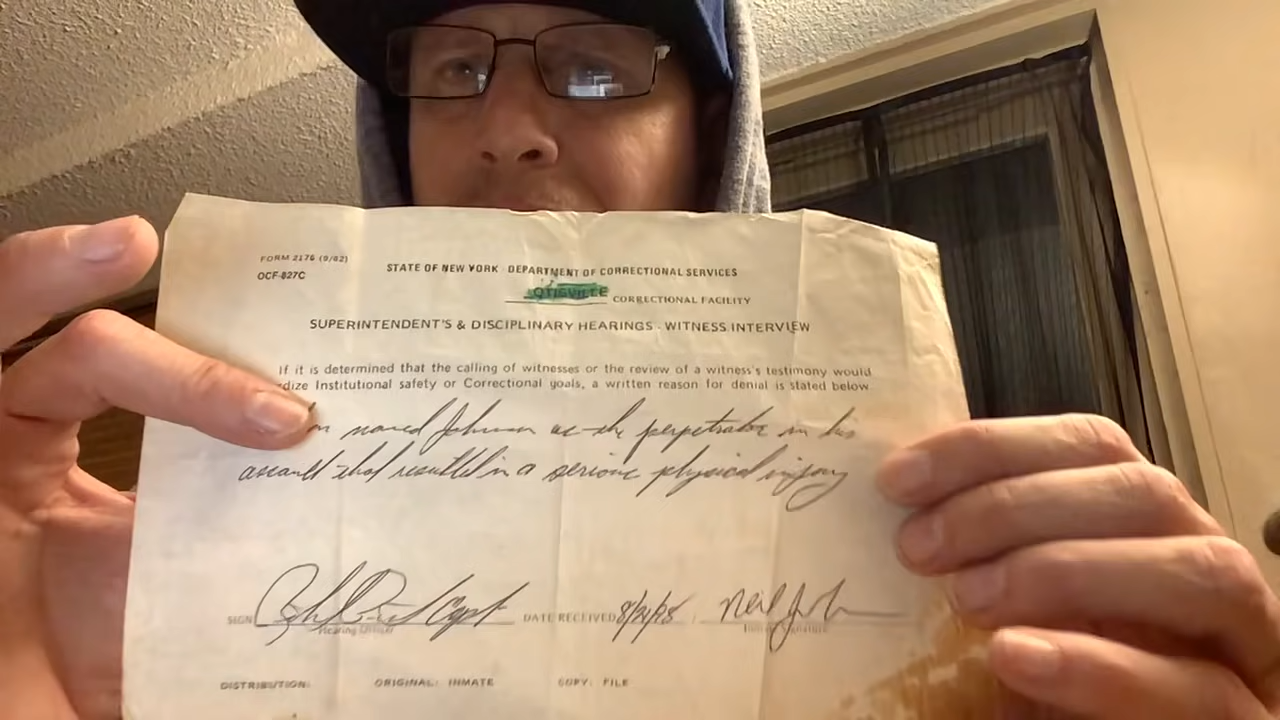 FORM 2176 (9/82)
OCF-827C
STATE OF NEW YORK - DEPARTMENT OF CORRECTIONAL SERVICES
OTISVILLE CORRECTIONAL FACILITY
SUPERINTENDENT'S & DISCIPLINARY HEARINGS - WITNESS INTERVIEW
If it is determined that the calling of witnesses or the review of a witness's testimony would
dize Institutional safety or Correctional goals, a written reason for denial is stated below
named Johnson as the perpetrator in his
assault that resulted in a serious physical injury
SIGN Capt DATE RECEIVED Neil
Hearing Officer
DISTRIBUTION: ORIGINAL: INMATE COPY: FILE